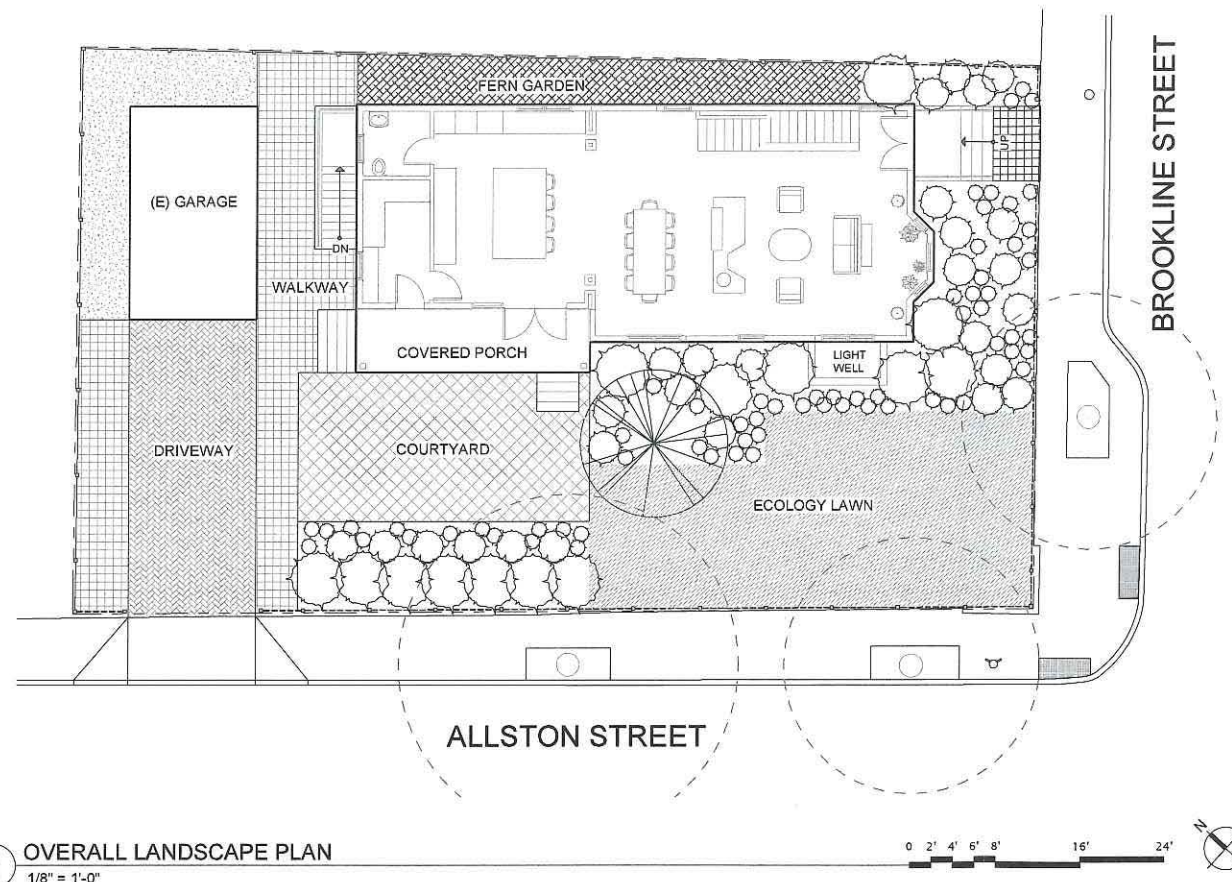 FERN GARDEN
BROOKLINE STREET
UP
(E) GARAGE
DN
WALKWAY
COVERED PORCH
LIGHT
WELL
DRIVEWAY
COURTYARD
ECOLOGY LAWN
ALLSTON STREET
OVERALL LANDSCAPE PLAN
1/8" = 1'-0"
0 2' 4' 6' 8' 16' 24'
N